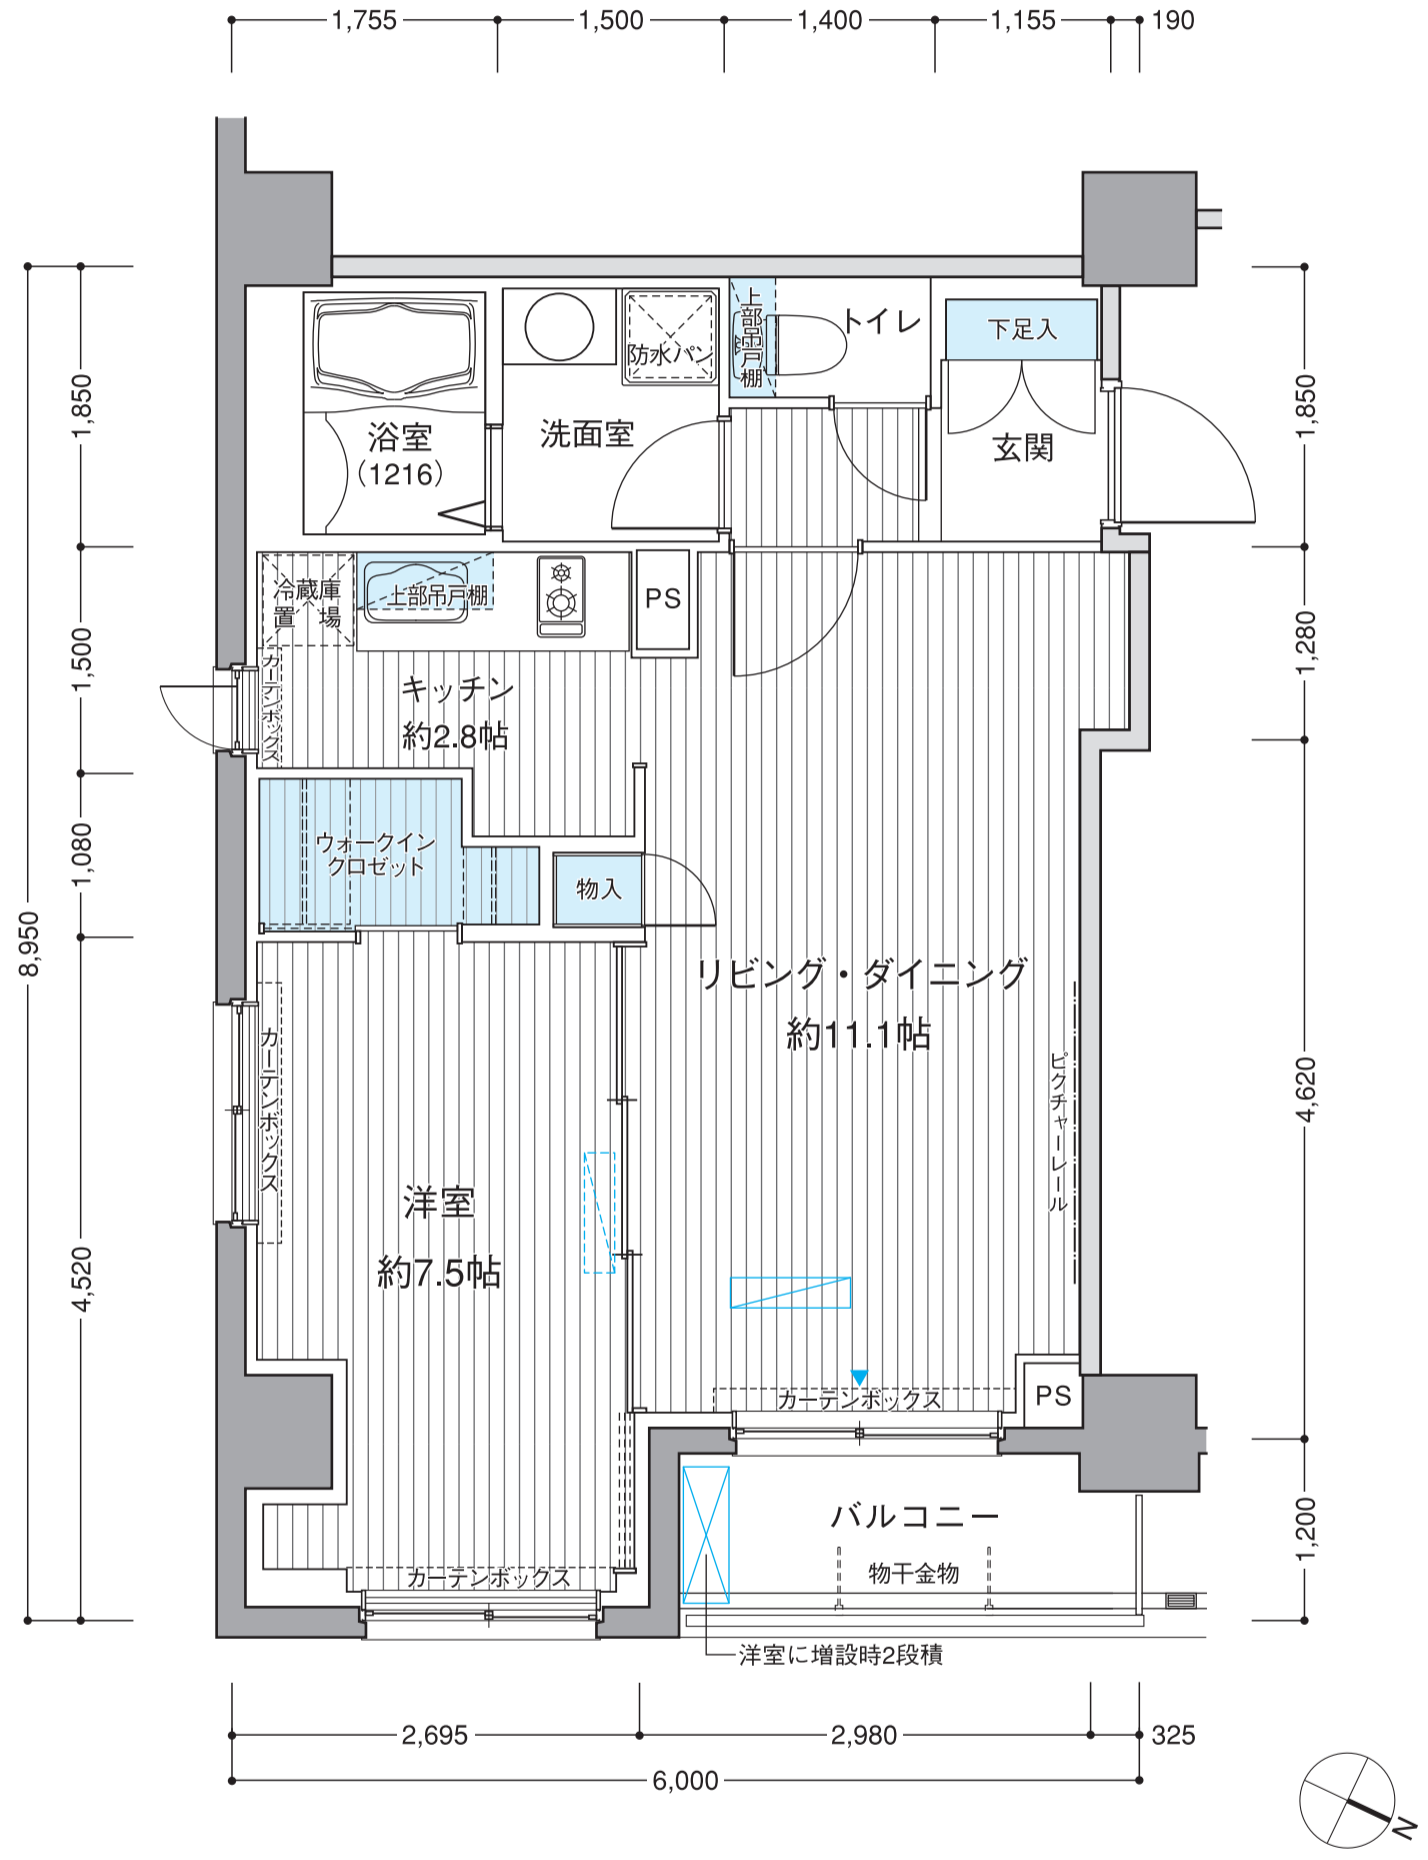 1,755
1,500
1,400
1,155
190
8,950
1,850
1,500
1,080
4,520
1,850
1,280
4,620
1,200
浴室
(1216)
洗面室
防水パン
上部吊戸棚
トイレ
下足入
玄関
冷蔵庫
置場
上部吊戸棚
PS
カーテンボックス
キッチン
約2.8帖
ウォークイン
クロゼット
物入
リビング・ダイニング
約11.1帖
カーテンボックス
ピクチャーレール
洋室
約7.5帖
カーテンボックス
PS
バルコニー
物干金物
カーテンボックス
洋室に増設時2段積
2,695
2,980
325
6,000
N